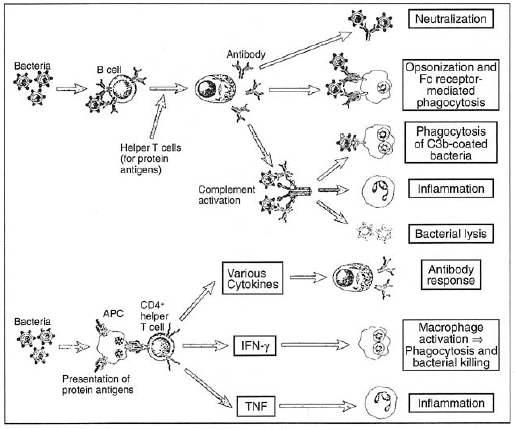 Neutralization
Antibody
Bacteria
B cell
Opsonization and
Fc receptor-
mediated
phagocytosis
Helper T cells
(for protein
antigens)
Phagocytosis
of C3b-coated
bacteria
Complement
activation
Inflammation
Bacterial lysis
Various
Cytokines
Antibody
response
Bacteria
APC
CD4+
helper
T cell
IFN-γ
Macrophage
activation ⇒
Phagocytosis and
bacterial killing
Presentation of
protein antigens
TNF
Inflammation